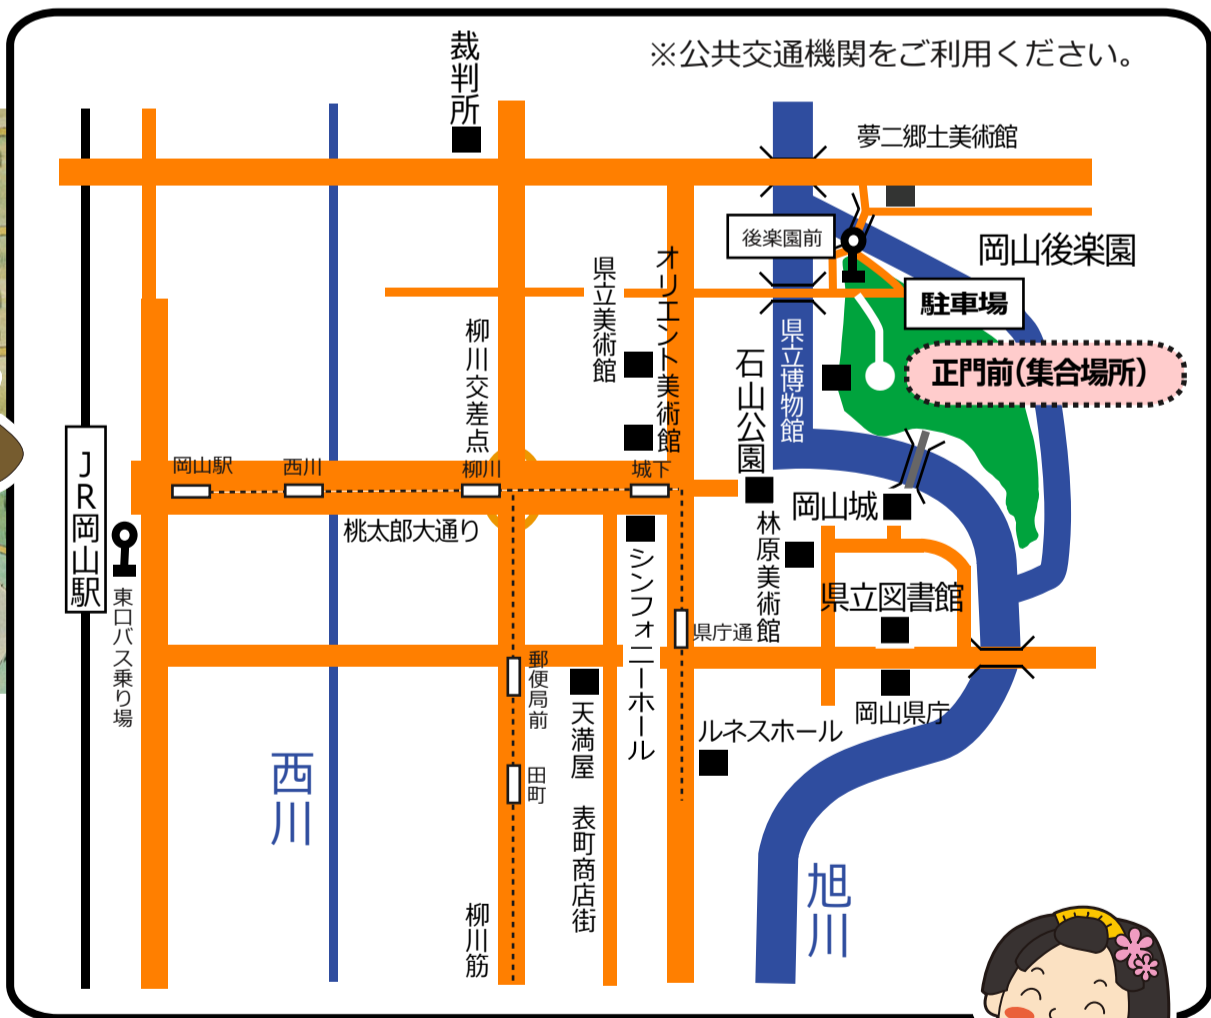 ※公共交通機関をご利用ください。
裁判所
夢二郷土美術館
後楽園前
岡山後楽園
駐車場
正門前(集合場所)
県立美術館
オリエント美術館
柳川交差点
石山公園
県立博物館
JR岡山駅
岡山駅
西川
柳川
城下
桃太郎大通り
岡山城
林原美術館
シンフォニーホール
東口バス乗り場
県立図書館
県庁通
郵便局前
天満屋
岡山県庁
ルネスホール
西川
田町
表町商店街
旭川
柳川筋